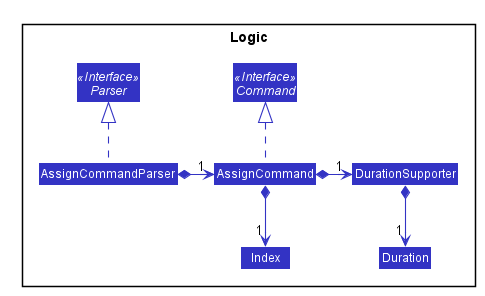 Logic
«Interface»
Parser
«Interface»
Command
AssignCommandParser
1
AssignCommand
1
DurationSupporter
1
1
Index
Duration